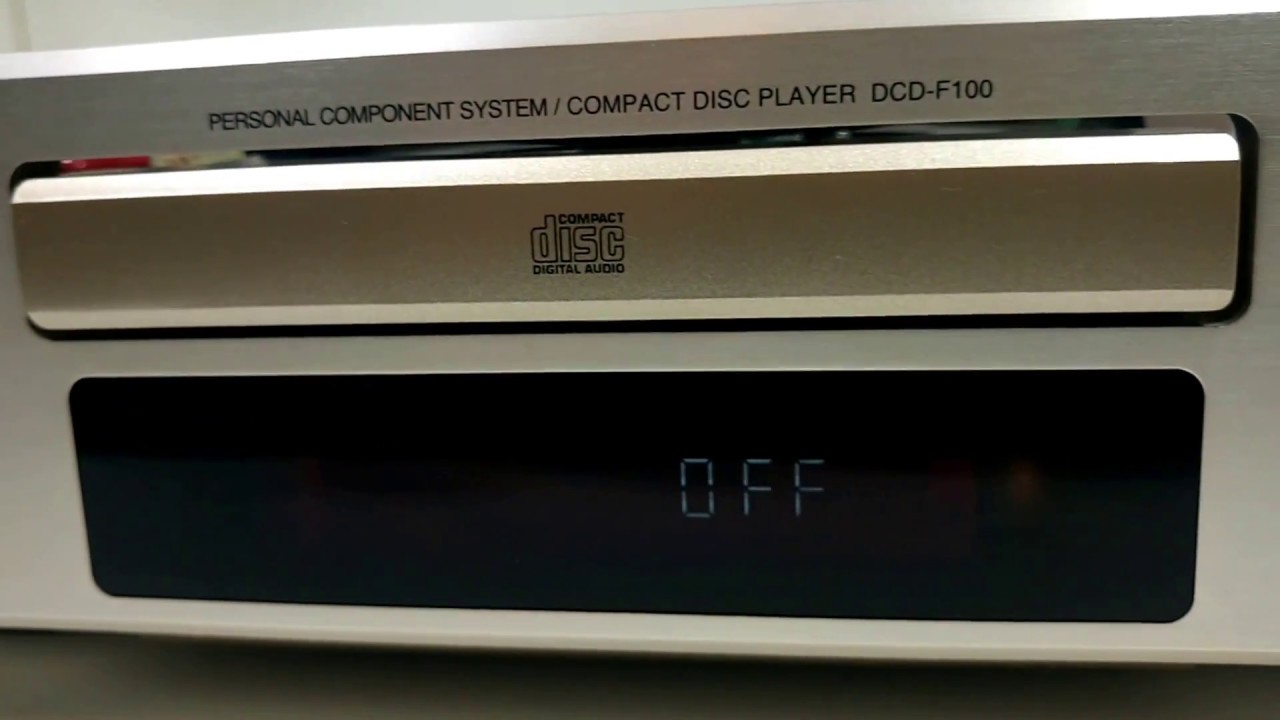 PERSONAL COMPONENT SYSTEM / COMPACT DISC PLAYER DCD-F100
COMPACT
disc
DIGITAL AUDIO
OFF